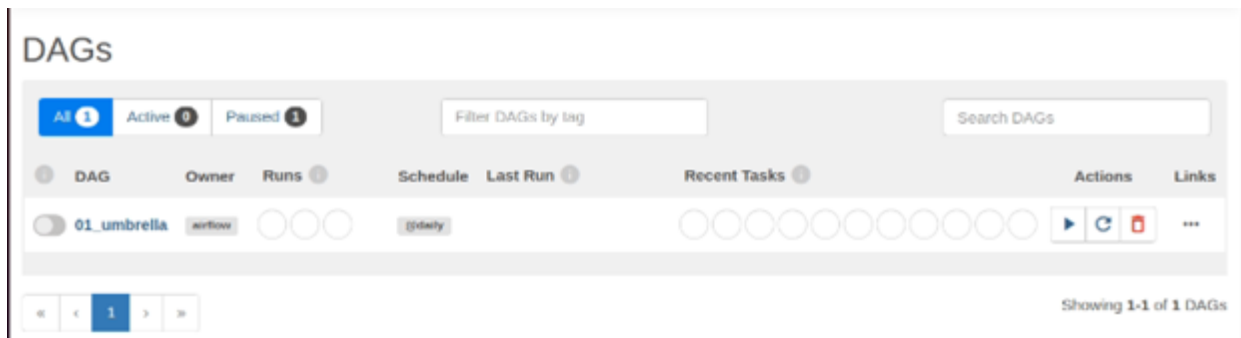 DAGs
All 1 Active 0 Paused 1 Filter DAGs by tag Search DAGs
DAG Owner Runs Schedule Last Run Recent Tasks Actions Links
01_umbrella airflow @daily ...
« ‹ 1 › » Showing 1-1 of 1 DAGs